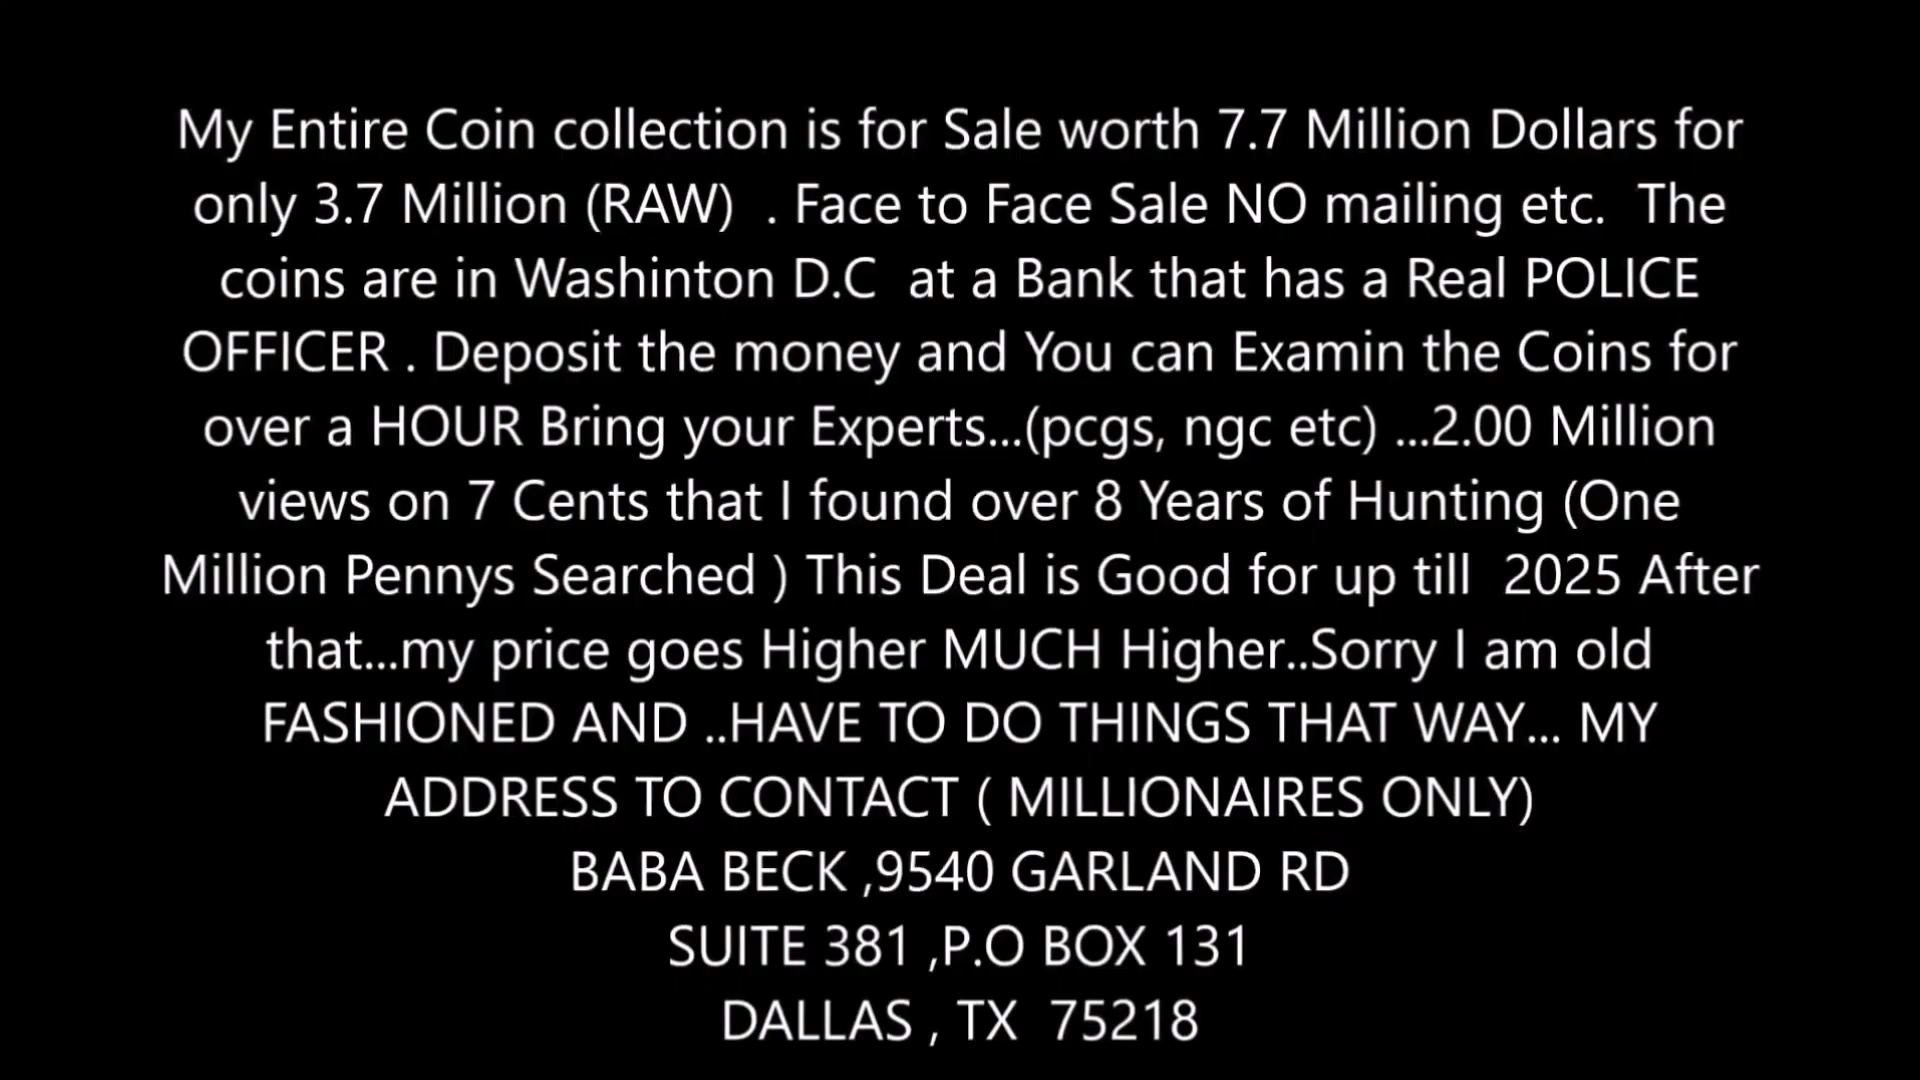 My Entire Coin collection is for Sale worth 7.7 Million Dollars for
only 3.7 Million (RAW)  . Face to Face Sale NO mailing etc.  The
coins are in Washinton D.C  at a Bank that has a Real POLICE
OFFICER . Deposit the money and You can Examin the Coins for
over a HOUR Bring your Experts...(pcgs, ngc etc) ...2.00 Million
views on 7 Cents that I found over 8 Years of Hunting (One
Million Pennys Searched ) This Deal is Good for up till  2025 After
that...my price goes Higher MUCH Higher..Sorry I am old
FASHIONED AND ..HAVE TO DO THINGS THAT WAY... MY
ADDRESS TO CONTACT ( MILLIONAIRES ONLY)
BABA BECK ,9540 GARLAND RD
SUITE 381 ,P.O BOX 131
DALLAS , TX  75218